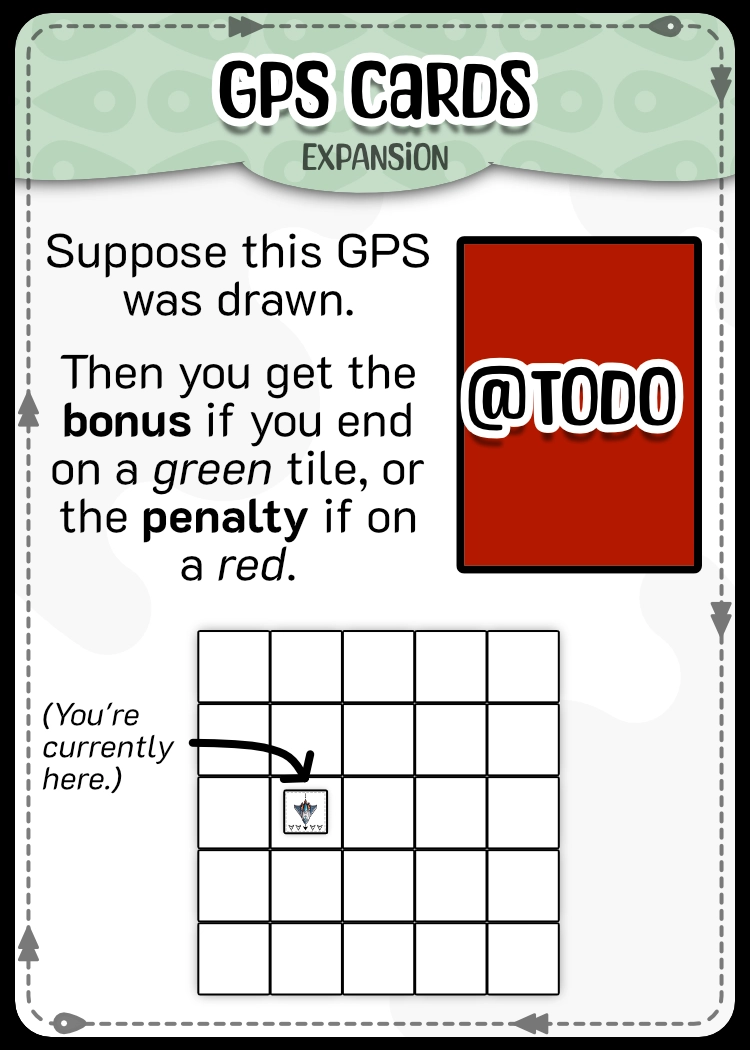 GPS CARDS
EXPANSION
Suppose this GPS
was drawn.
Then you get the
bonus if you end
on a green tile, or
the penalty if on
a red.
@TODO
(You're
currently
here.)